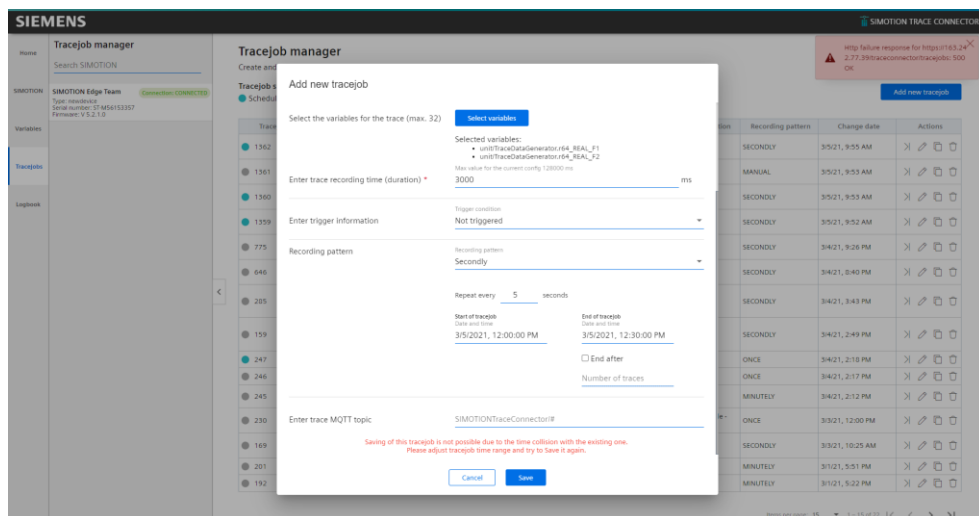 SIEMENS
SIMOTION TRACE CONNECTOR
Home
SIMOTION
Variables
Tracejobs
Logbook
Tracejob manager
Search SIMOTION
SIMOTION Edge Team
Connection: CONNECTED
Type: newdevice
Serial number: ST-M56153357
Firmware: V 5.2.1.0
Tracejob manager
Create and
Tracejob s
Schedul
Http failure response for https://163.24
2.77.39/traceconnector/tracejobs: 500
OK
Add new tracejob
Trace
Recording pattern
Change date
Actions
1362 SECONDLY 3/5/21, 9:55 AM
1361 MANUAL 3/5/21, 9:53 AM
1360 SECONDLY 3/5/21, 9:53 AM
1359 SECONDLY 3/5/21, 9:52 AM
775 SECONDLY 3/4/21, 9:26 PM
646 SECONDLY 3/4/21, 8:40 PM
205 SECONDLY 3/4/21, 3:43 PM
159 SECONDLY 3/4/21, 2:49 PM
247 ONCE 3/4/21, 2:18 PM
246 ONCE 3/4/21, 2:17 PM
245 MINUTELY 3/4/21, 2:12 PM
230 ONCE 3/3/21, 12:00 PM
169 SECONDLY 3/3/21, 10:25 AM
201 MINUTELY 3/1/21, 5:51 PM
192 MINUTELY 3/1/21, 5:22 PM
Items per page: 15
Add new tracejob
Select the variables for the trace (max. 32)
Select variables
Selected variables:
• unit/TraceDataGenerator.r64_REAL_F1
• unit/TraceDataGenerator.r64_REAL_F2
Max value for the current config 128000 ms
Enter trace recording time (duration) * 3000 ms
Trigger condition
Enter trigger information Not triggered
Recording pattern
Recording pattern
Secondly
Repeat every 5 seconds
Start of tracejob
Date and time
3/5/2021, 12:00:00 PM
End of tracejob
Date and time
3/5/2021, 12:30:00 PM
End after
Number of traces
Enter trace MQTT topic SIMOTIONTraceConnector/#
Saving of this tracejob is not possible due to the time collision with the existing one.
Please adjust tracejob time range and try to Save it again.
Cancel
Save